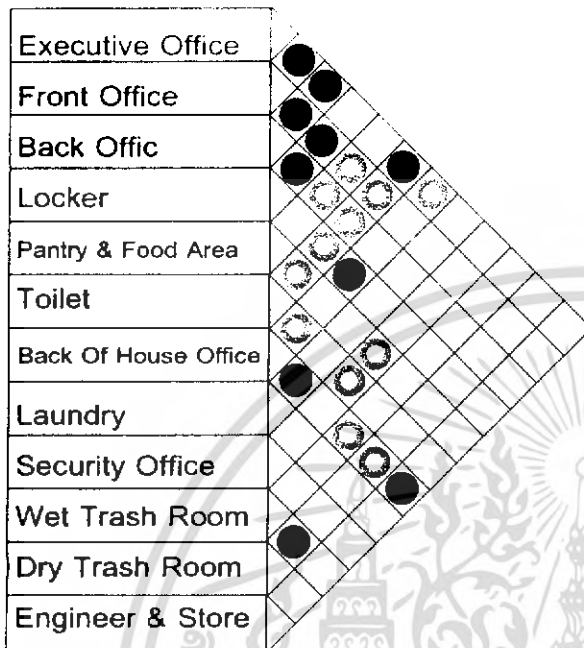 Executive Office
Front Office
Back Offic
Locker
Pantry & Food Area
Toilet
Back Of House Office
Laundry
Security Office
Wet Trash Room
Dry Trash Room
Engineer & Store